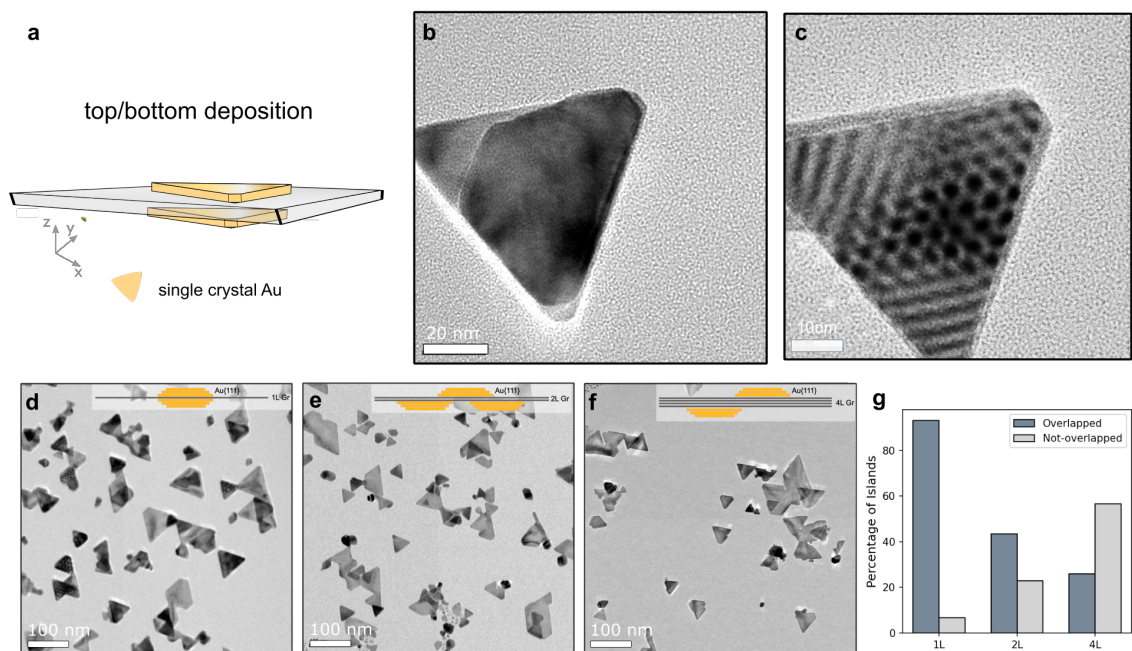 a
top/bottom deposition
z
y
x
single crystal Au
b
20 nm
c
10nm
d
Au{111}
1L Gr
100 nm
e
Au{111}
2L Gr
100 nm
f
Au{111}
4L Gr
100 nm
g
Percentage of Islands
80
60
40
20
0
Overlapped
Not-overlapped
1L
2L
4L